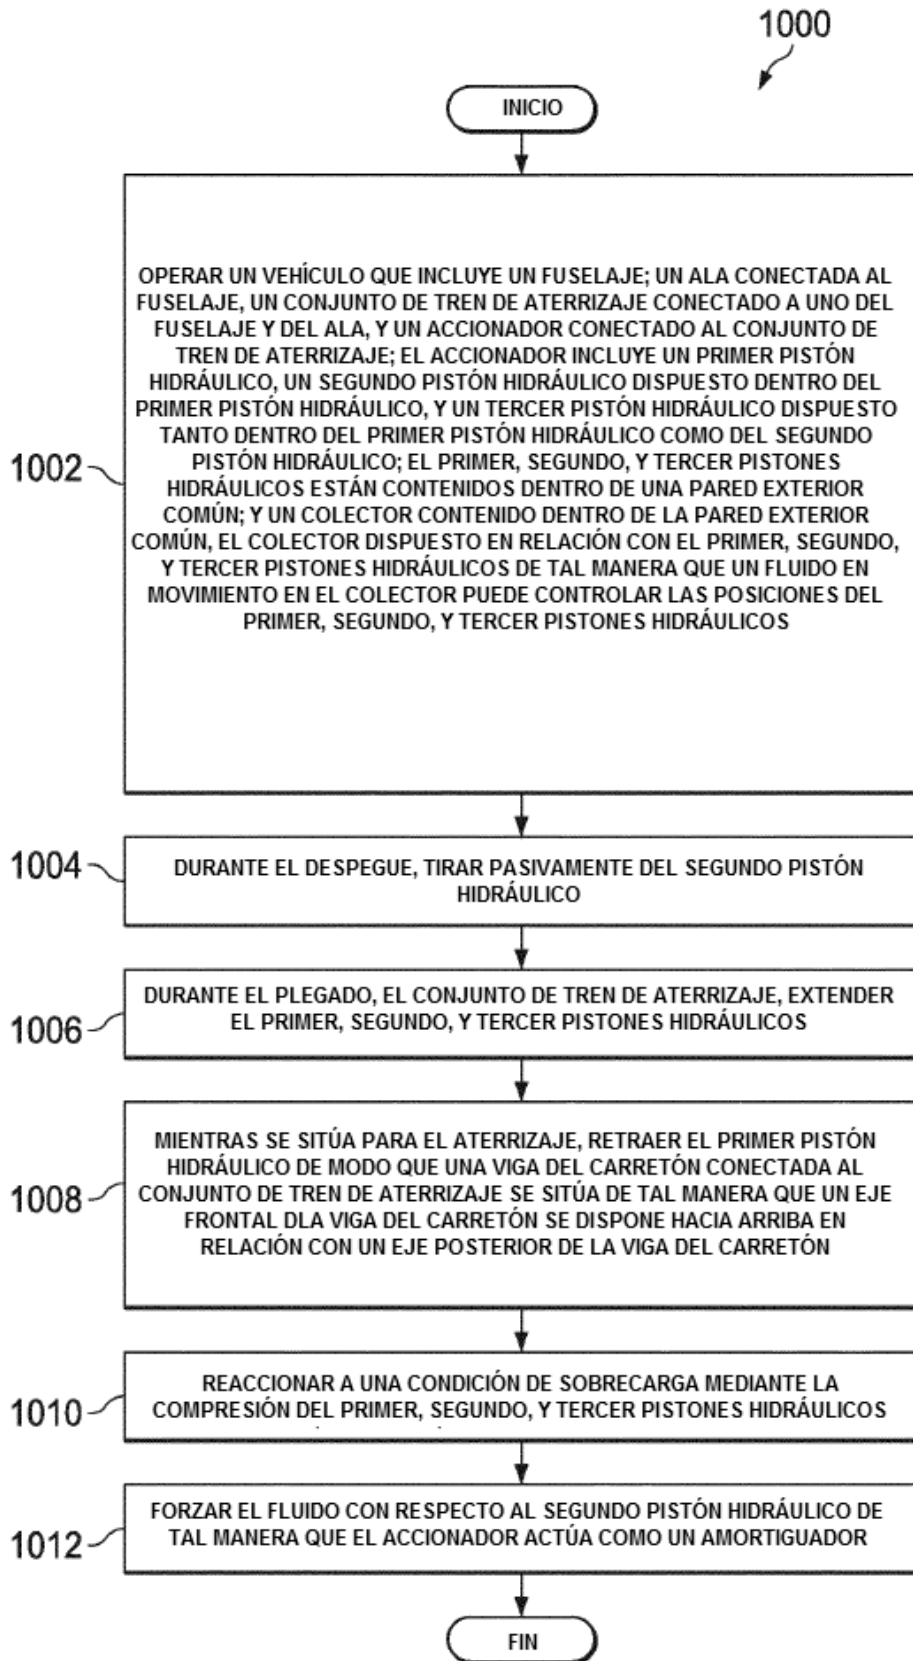 1000
INICIO
OPERAR UN VEHÍCULO QUE INCLUYE UN FUSELAJE; UN ALA CONECTADA AL
FUSELAJE, UN CONJUNTO DE TREN DE ATERRIZAJE CONECTADO A UNO DEL
FUSELAJE Y DEL ALA, Y UN ACCIONADOR CONECTADO AL CONJUNTO DE
TREN DE ATERRIZAJE; EL ACCIONADOR INCLUYE UN PRIMER PISTÓN
HIDRÁULICO, UN SEGUNDO PISTÓN HIDRÁULICO DISPUESTO DENTRO DEL
PRIMER PISTÓN HIDRÁULICO, Y UN TERCER PISTÓN HIDRÁULICO DISPUESTO
TANTO DENTRO DEL PRIMER PISTÓN HIDRÁULICO COMO DEL SEGUNDO
PISTÓN HIDRÁULICO; EL PRIMER, SEGUNDO, Y TERCER PISTONES
HIDRÁULICOS ESTÁN CONTENIDOS DENTRO DE UNA PARED EXTERIOR
COMÚN; Y UN COLECTOR CONTENIDO DENTRO DE LA PARED EXTERIOR
COMÚN, EL COLECTOR DISPUESTO EN RELACIÓN CON EL PRIMER, SEGUNDO,
Y TERCER PISTONES HIDRÁULICOS DE TAL MANERA QUE UN FLUIDO EN
MOVIMIENTO EN EL COLECTOR PUEDE CONTROLAR LAS POSICIONES DEL
PRIMER, SEGUNDO, Y TERCER PISTONES HIDRÁULICOS
1002
1004
DURANTE EL DESPEGUE, TIRAR PASIVAMENTE DEL SEGUNDO PISTÓN
HIDRÁULICO
1006
DURANTE EL PLEGADO, EL CONJUNTO DE TREN DE ATERRIZAJE, EXTENDER
EL PRIMER, SEGUNDO, Y TERCER PISTONES HIDRÁULICOS
1008
MIENTRAS SE SITÚA PARA EL ATERRIZAJE, RETRAER EL PRIMER PISTÓN
HIDRÁULICO DE MODO QUE UNA VIGA DEL CARRETÓN CONECTADA AL
CONJUNTO DE TREN DE ATERRIZAJE SE SITÚA DE TAL MANERA QUE UN EJE
FRONTAL DLA VIGA DEL CARRETÓN SE DISPONE HACIA ARRIBA EN
RELACIÓN CON UN EJE POSTERIOR DE LA VIGA DEL CARRETÓN
1010
REACCIONAR A UNA CONDICIÓN DE SOBRECARGA MEDIANTE LA
COMPRESIÓN DEL PRIMER, SEGUNDO, Y TERCER PISTONES HIDRÁULICOS
1012
FORZAR EL FLUIDO CON RESPECTO AL SEGUNDO PISTÓN HIDRÁULICO DE
TAL MANERA QUE EL ACCIONADOR ACTÚA COMO UN AMORTIGUADOR
FIN